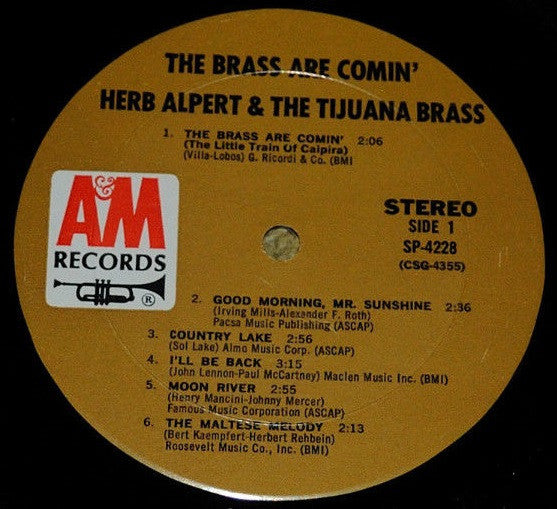 THE BRASS ARE COMIN'
HERB ALPERT & THE TIJUANA BRASS
1. THE BRASS ARE COMIN' 2:06
(The Little Train Of Caipira)
(Villa-Lobos) G. Ricordi & Co. (BMI
A&M
RECORDS
®
STEREO
SIDE 1
SP-4228
(CSG-4355)
2. GOOD MORNING, MR. SUNSHINE 2:36
(Irving Mills-Alexander F. Roth)
Pacsa Music Publishing (ASCAP)
3. COUNTRY LAKE 2:56
(Sol Lake) Almo Music Corp. (ASCAP)
4. I'LL BE BACK 3:15
(John Lennon-Paul McCartney) Maclen Music Inc. (BMI)
5. MOON RIVER 2:55
(Henry Mancini-Johnny Mercer)
Famous Music Corporation (ASCAP)
6. THE MALTESE MELODY 2:13
(Bert Kaempfert-Herbert Rehbein)
Roosevelt Music Co., Inc. (BMI)